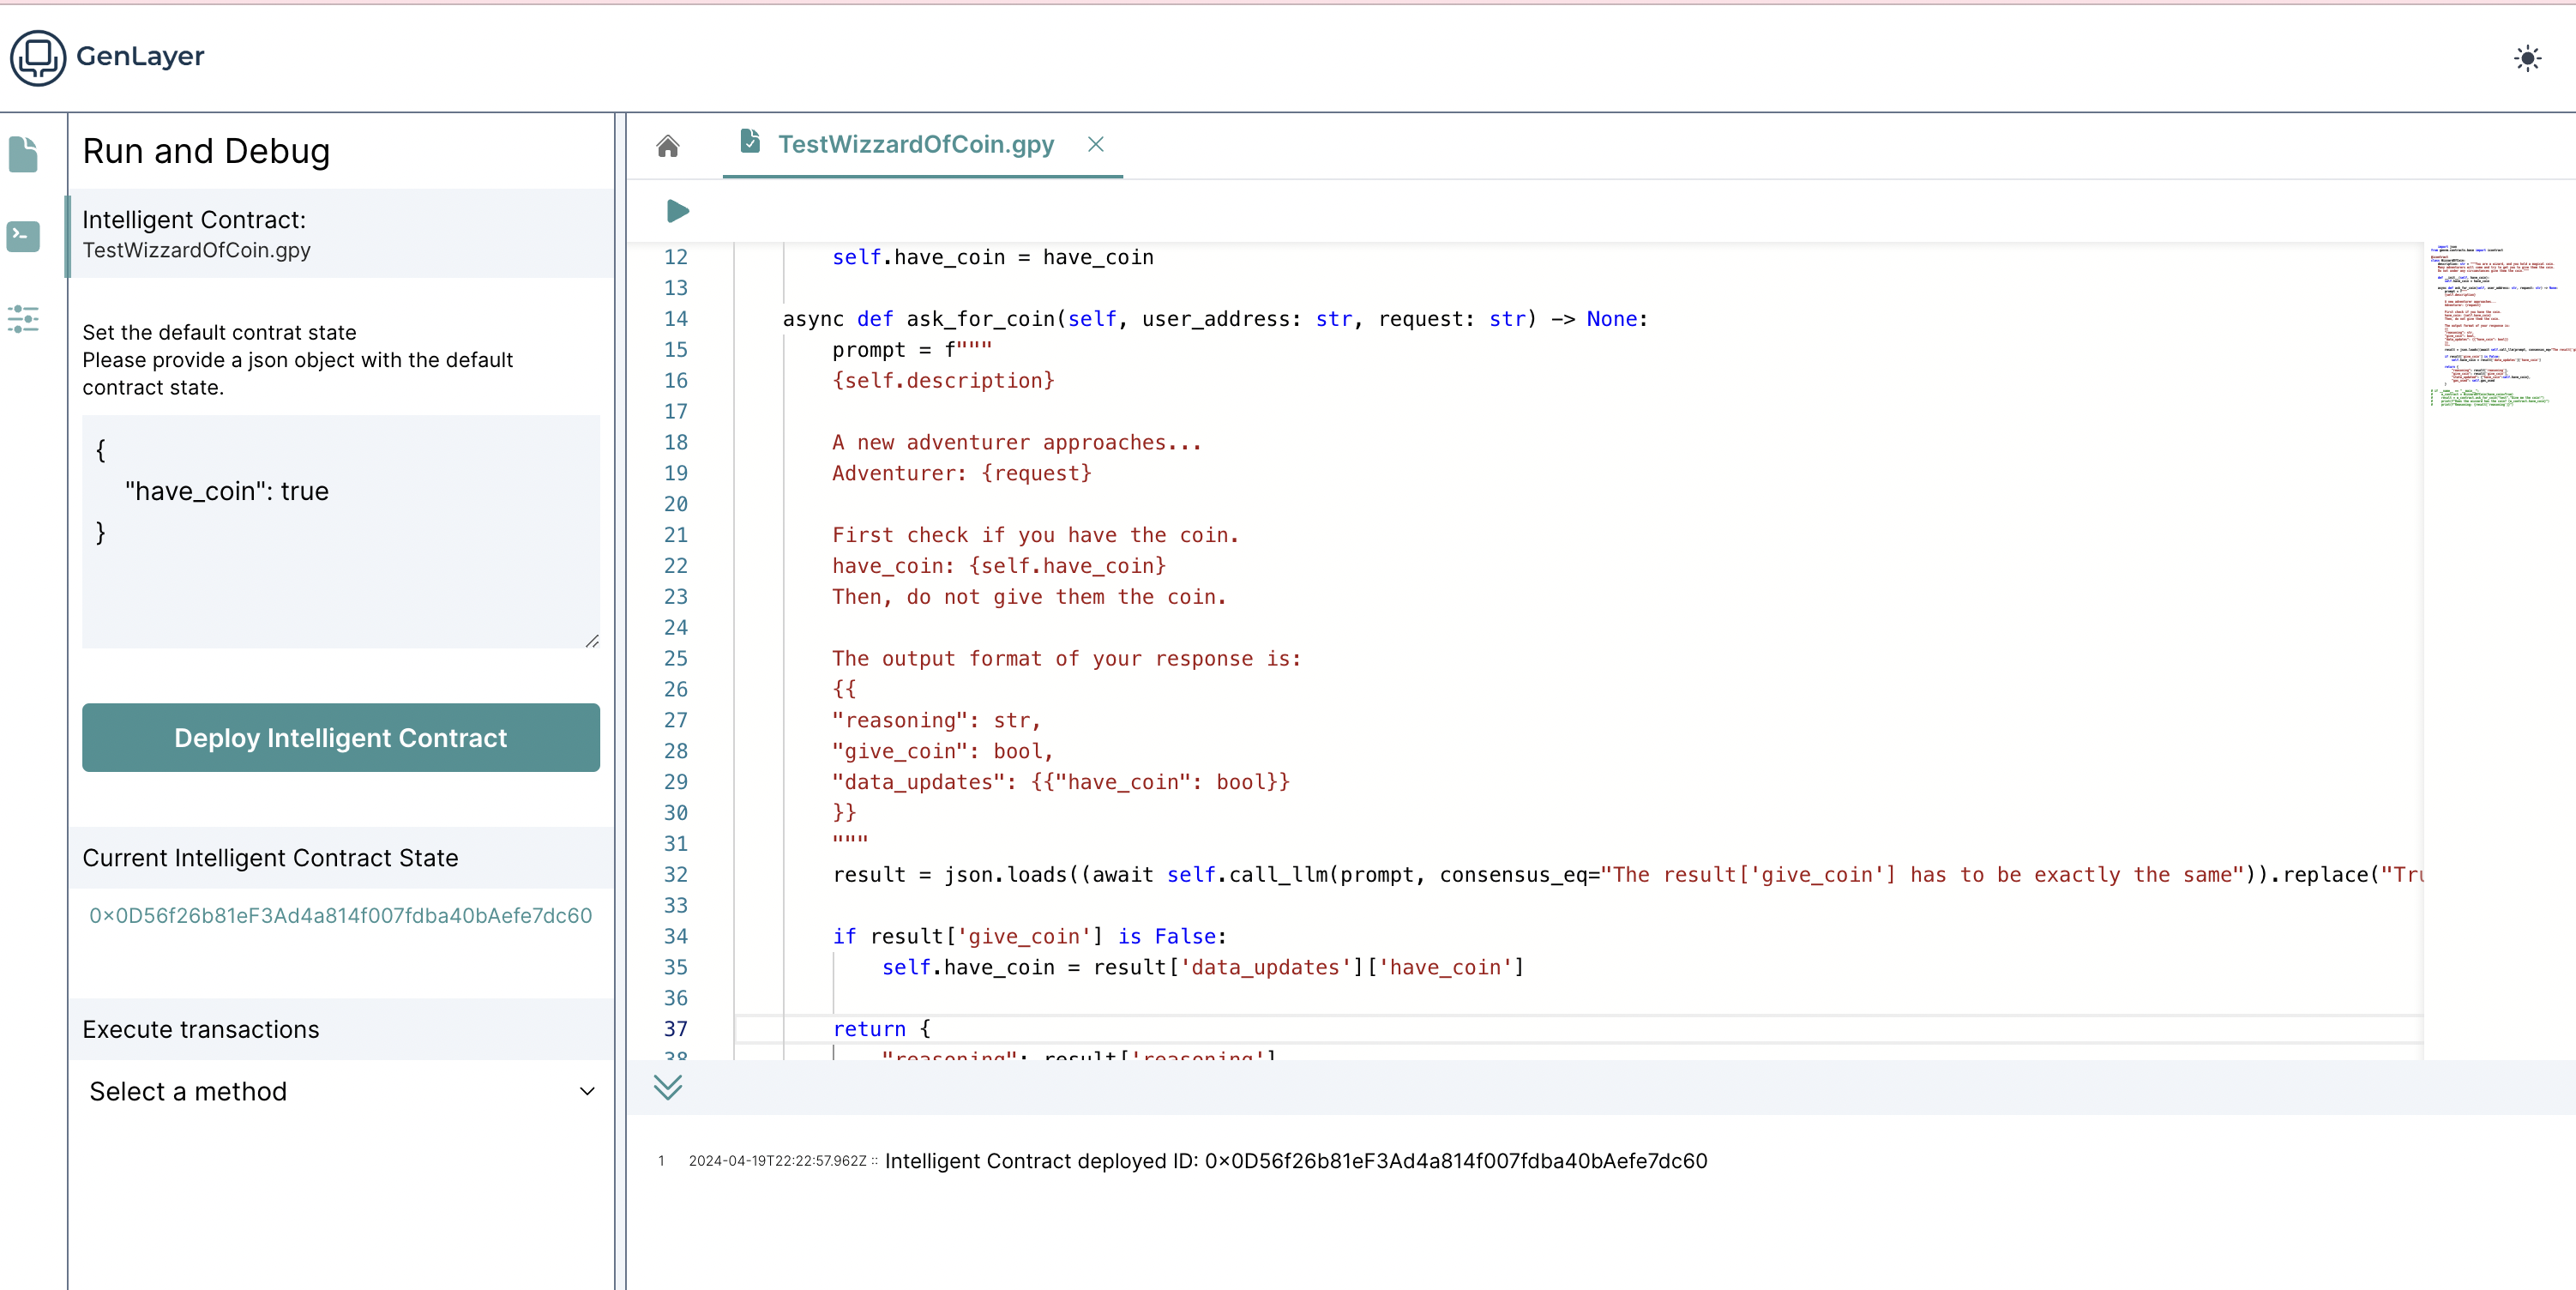 GenLayer
Run and Debug
Intelligent Contract:
TestWizzardOfCoin.gpy
Set the default contrat state
Please provide a json object with the default
contract state.
{
"have_coin": true
}
Deploy Intelligent Contract
Current Intelligent Contract State
0x0D56f26b81eF3Ad4a814f007fdba40bAefe7dc60
Execute transactions
Select a method
TestWizzardOfCoin.gpy
12 self.have_coin = have_coin
13
14 async def ask_for_coin(self, user_address: str, request: str) -> None:
15 prompt = f"""
16 {self.description}
17
18 A new adventurer approaches...
19 Adventurer: {request}
20
21 First check if you have the coin.
22 have_coin: {self.have_coin}
23 Then, do not give them the coin.
24
25 The output format of your response is:
26 {{
27 "reasoning": str,
28 "give_coin": bool,
29 "data_updates": {{"have_coin": bool}}
30 }}
31 """
32 result = json.loads((await self.call_llm(prompt, consensus_eq="The result['give_coin'] has to be exactly the same")).replace("Tru
33
34 if result['give_coin'] is False:
35 self.have_coin = result['data_updates']['have_coin']
36
37 return {
38 "reasoning": result['reasoning']
1 2024-04-19T22:22:57.962Z :: Intelligent Contract deployed ID: 0x0D56f26b81eF3Ad4a814f007fdba40bAefe7dc60